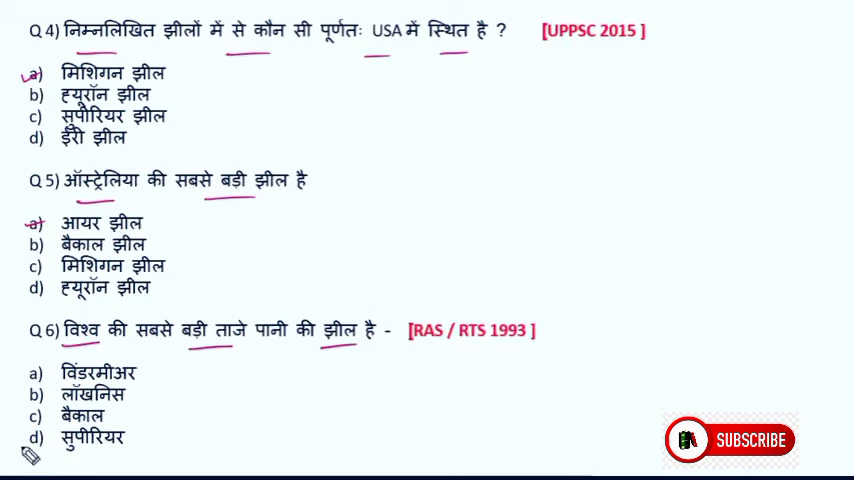 Q 4) निम्नलिखित झीलों में से कौन सी पूर्णतः USA में स्थित है ? [UPPSC 2015 ]
a) मिशिगन झील
b) ह्यूरॉन झील
c) सुपीरियर झील
d) ईरी झील
Q 5) ऑस्ट्रेलिया की सबसे बड़ी झील है
a) आयर झील
b) बैकाल झील
c) मिशिगन झील
d) ह्यूरॉन झील
Q 6) विश्व की सबसे बड़ी ताजे पानी की झील है - [RAS / RTS 1993 ]
a) विंडरमीअर
b) लॉखनिस
c) बैकाल
d) सुपीरियर
SUBSCRIBE